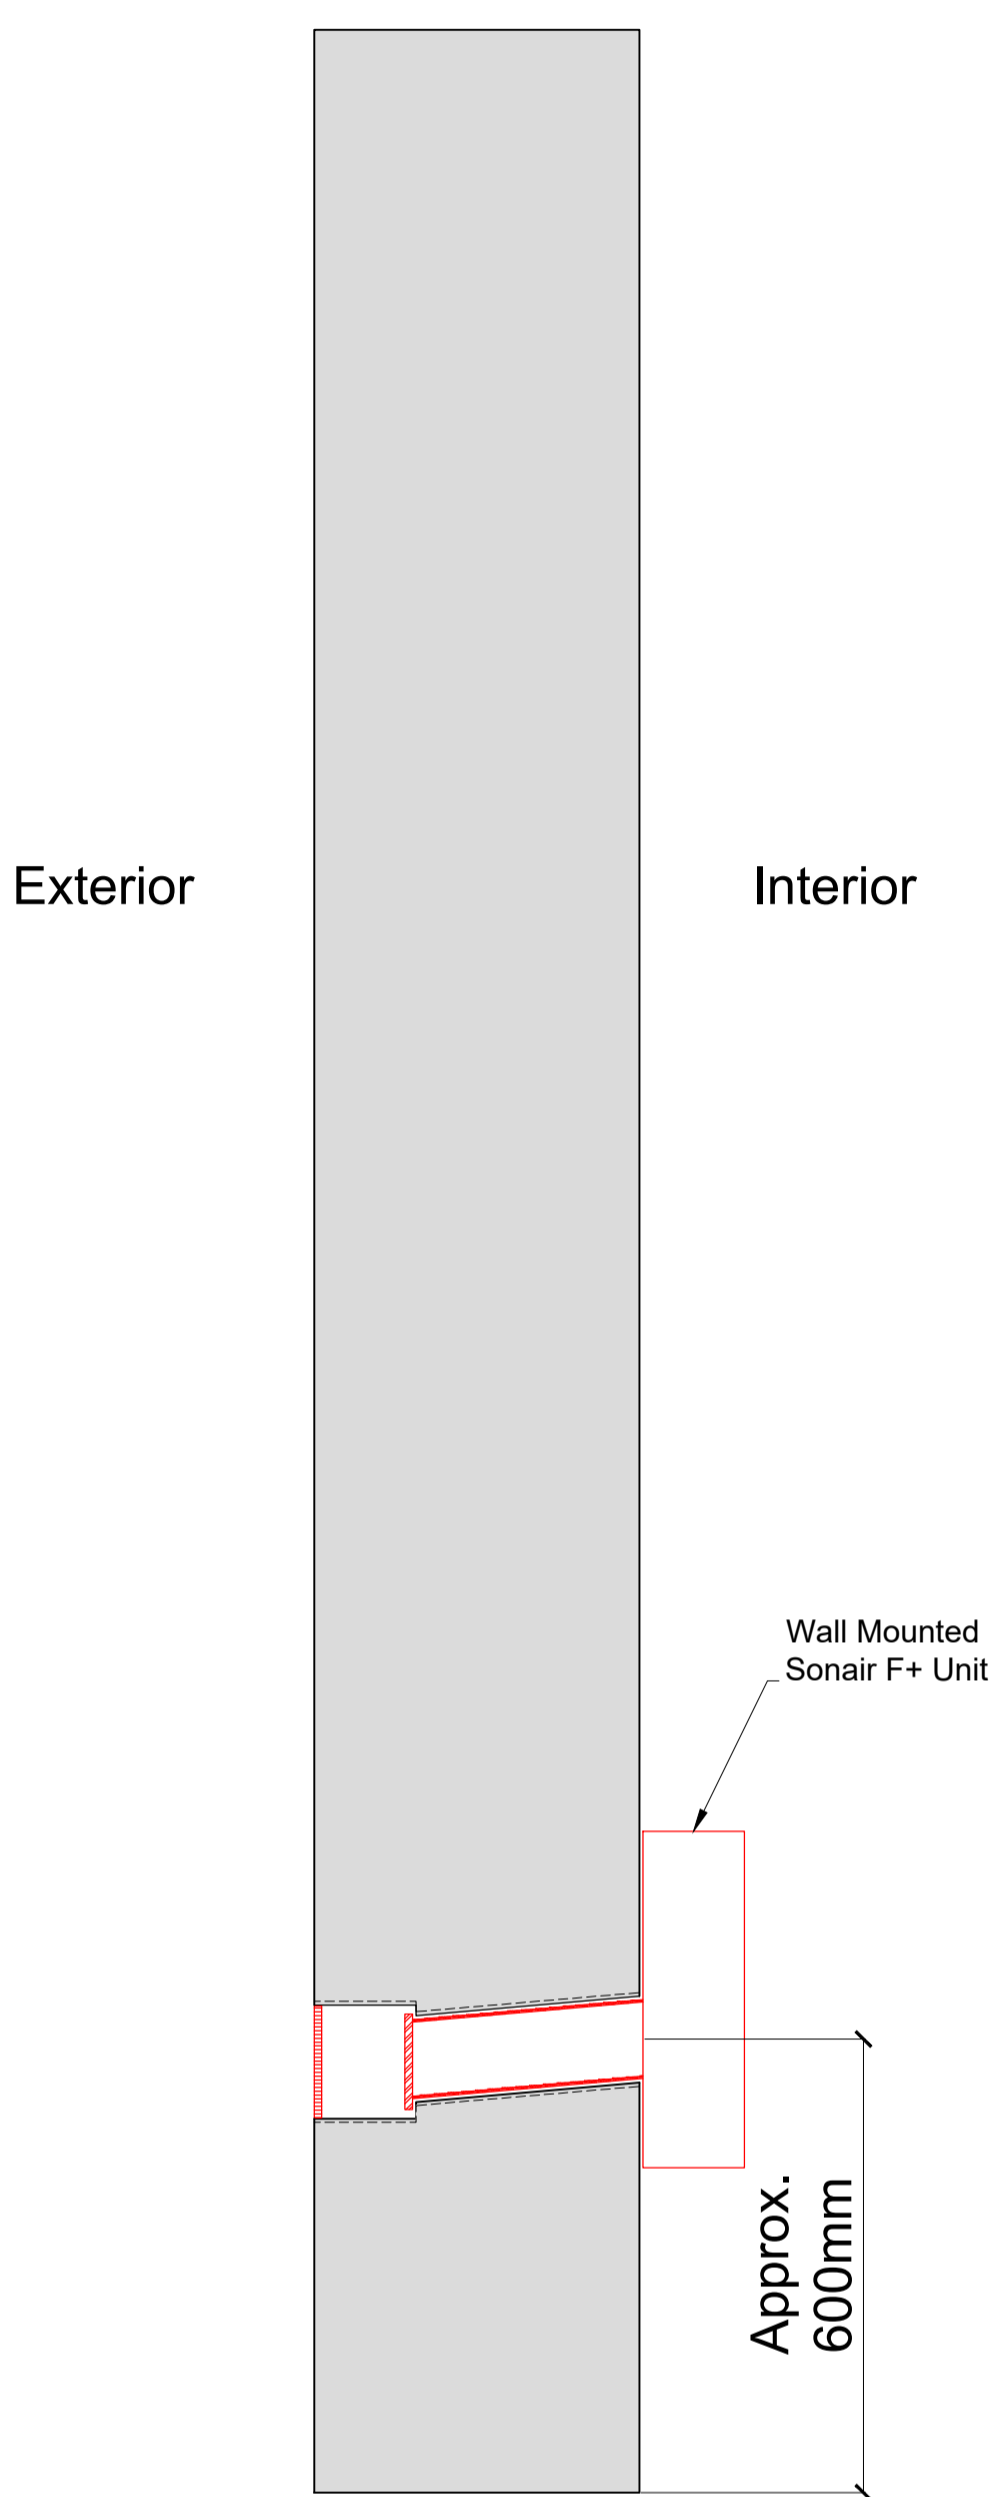 Exterior
Interior
Wall Mounted
Sonair F+ Unit
Approx.
600mm